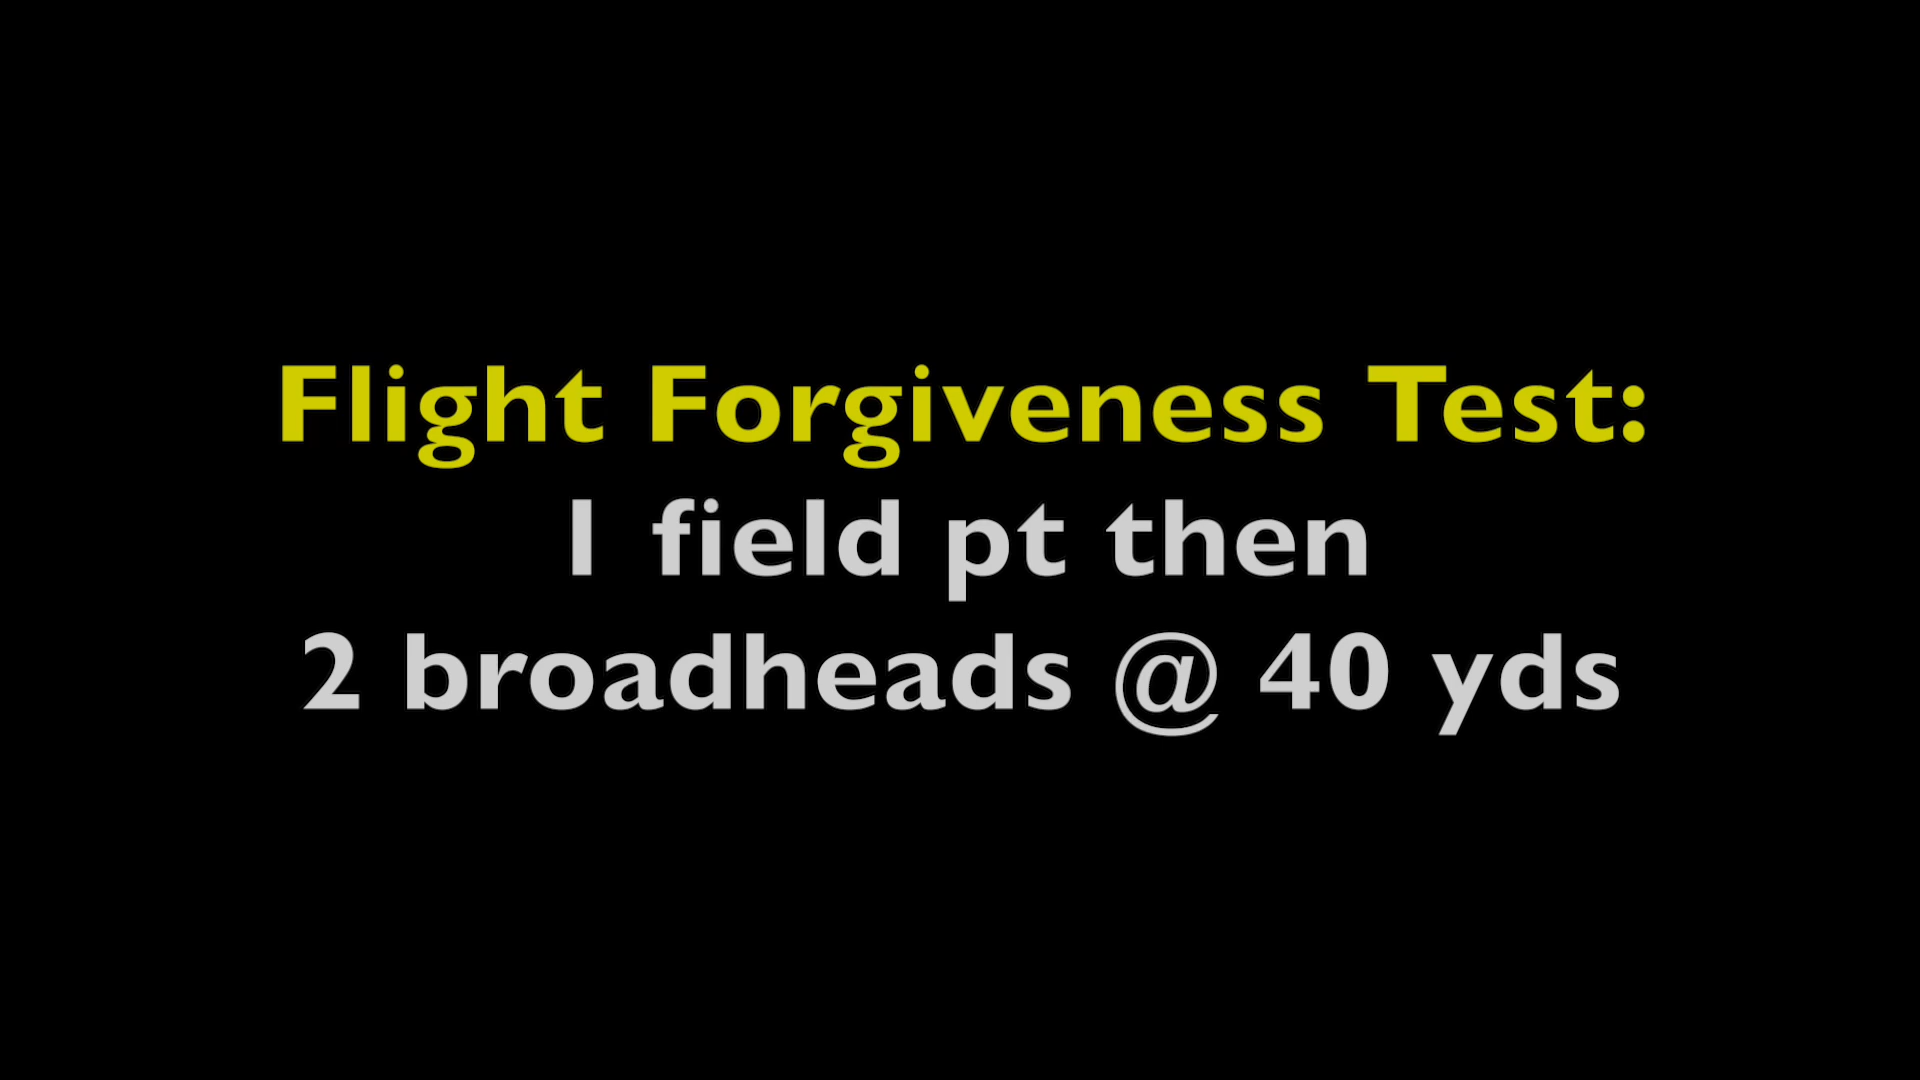 Flight Forgiveness Test:
1 field pt then
2 broadheads @ 40 yds